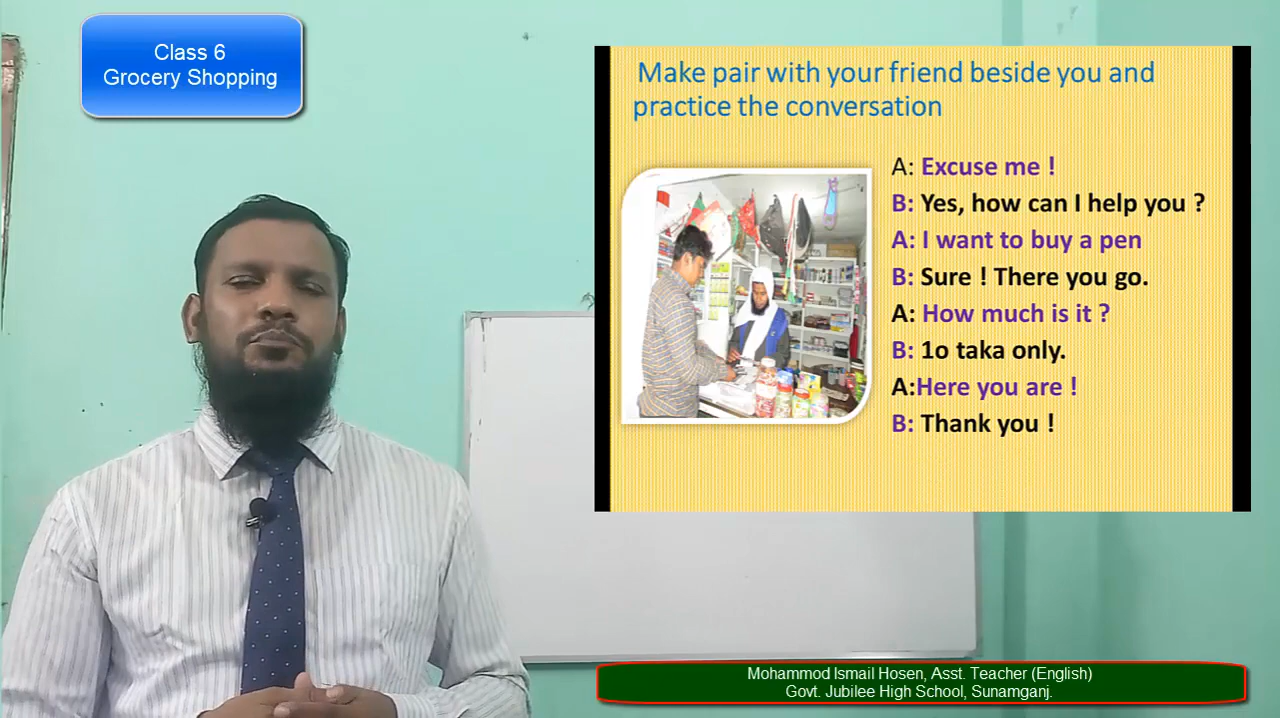 Class 6
Grocery Shopping
Make pair with your friend beside you and
practice the conversation
A: Excuse me !
B: Yes, how can I help you ?
A: I want to buy a pen
B: Sure ! There you go.
A: How much is it ?
B: 1o taka only.
A:Here you are !
B: Thank you !
Mohammod Ismail Hosen, Asst. Teacher (English)
Govt. Jubilee High School, Sunamganj.